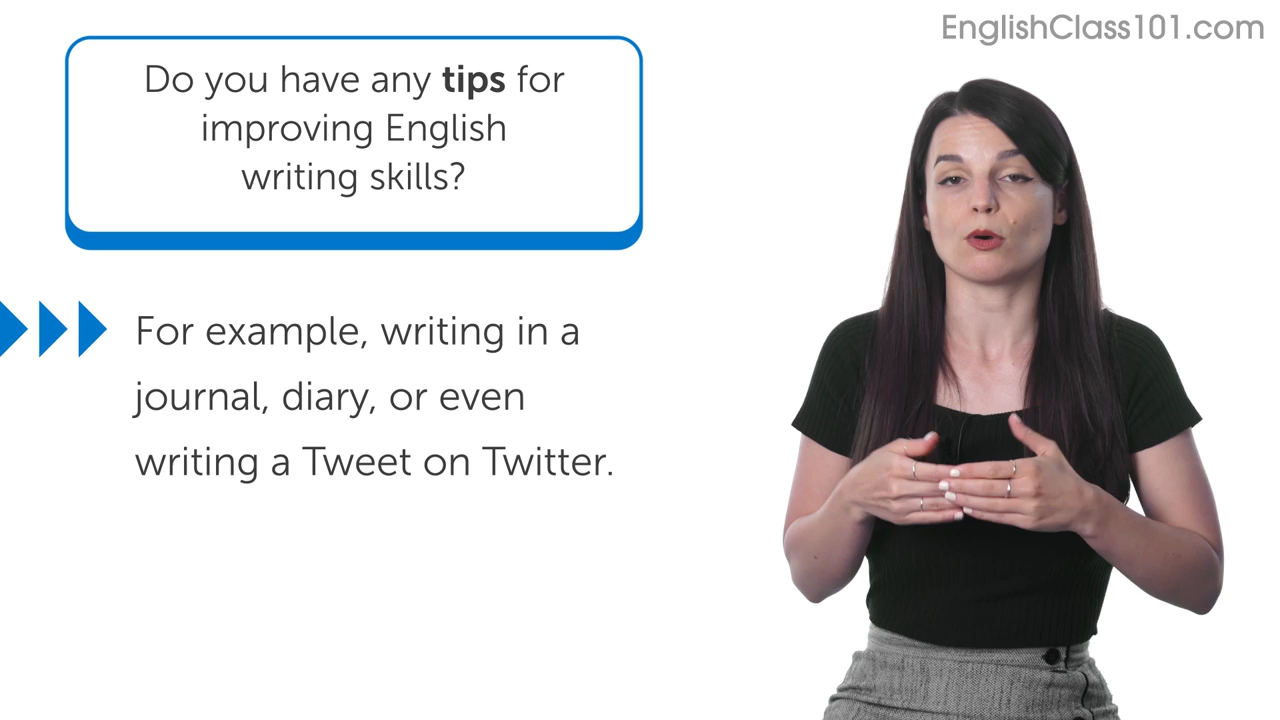 EnglishClass101.com
Do you have any tips for
improving English
writing skills?
For example, writing in a
journal, diary, or even
writing a Tweet on Twitter.